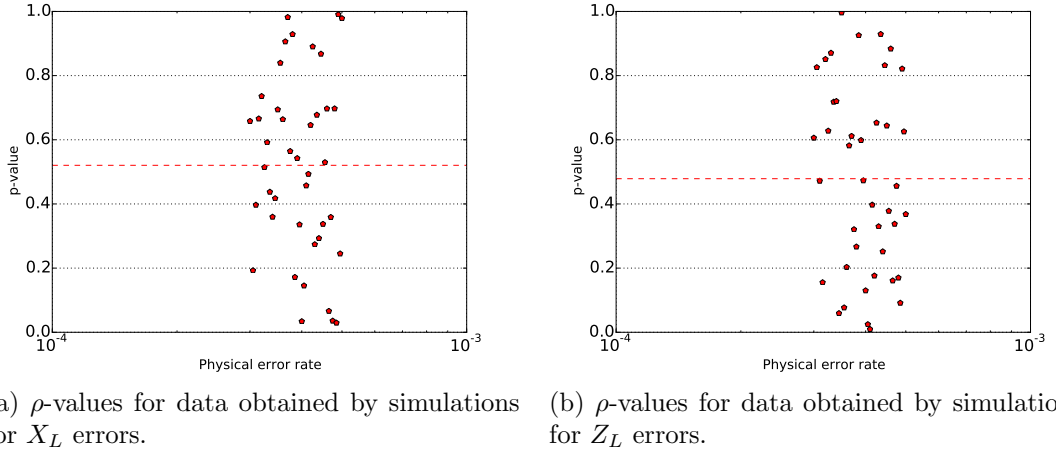 1.0
0.8
0.6
0.4
0.2
0.0
p-value
10^-4
10^-3
Physical error rate
1.0
0.8
0.6
0.4
0.2
0.0
p-value
10^-4
10^-3
Physical error rate
a) ρ-values for data obtained by simulations
or X_L errors.
(b) ρ-values for data obtained by simulatio
for Z_L errors.